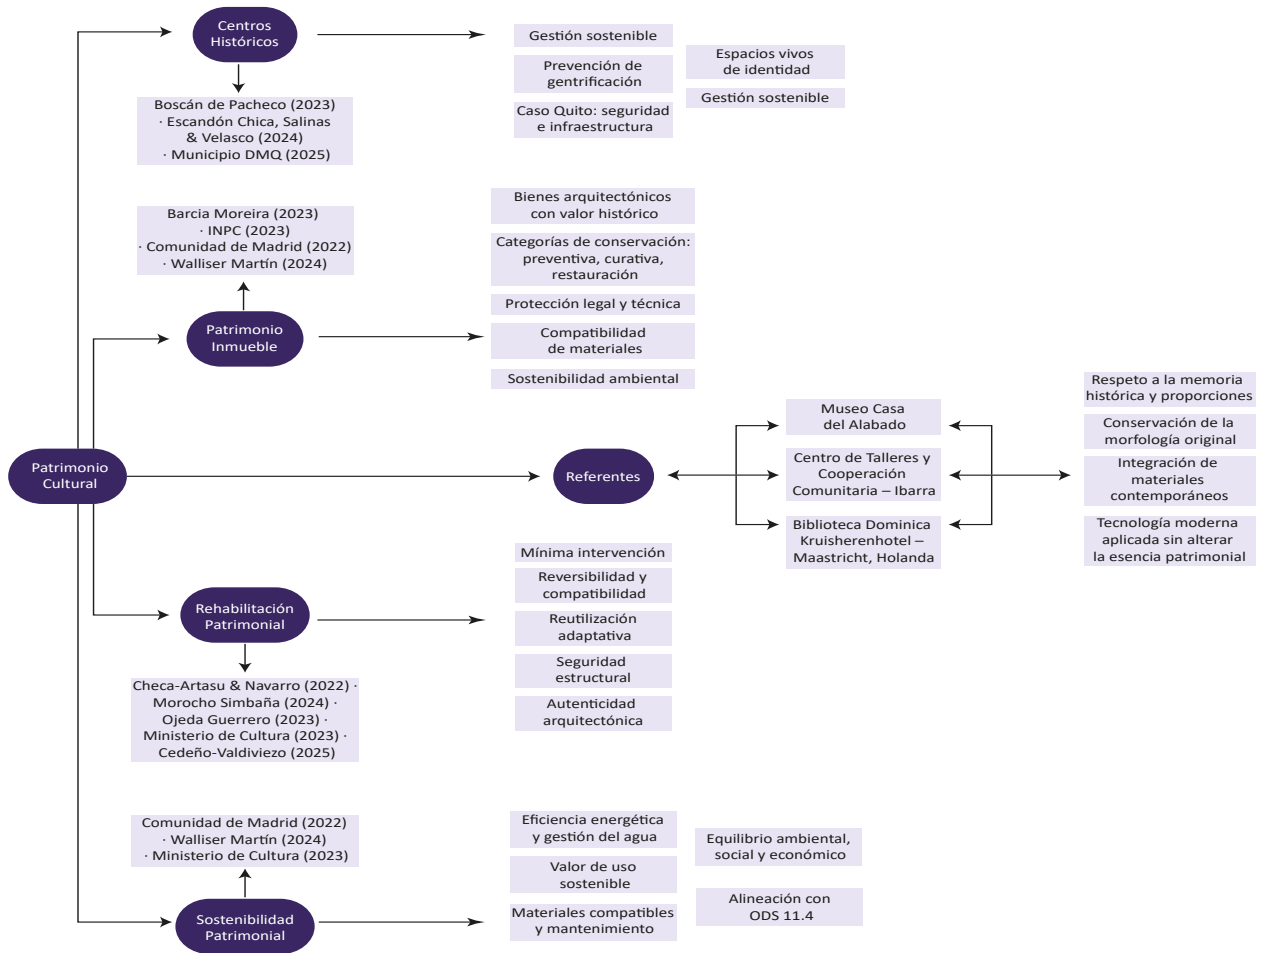 Centros
Históricos
Boscán de Pacheco (2023)
· Escandón Chica, Salinas
& Velasco (2024)
· Municipio DMQ (2025)
Gestión sostenible
Prevención de
gentrificación
Caso Quito: seguridad
e infraestructura
Espacios vivos
de identidad
Gestión sostenible
Barcia Moreira (2023)
· INPC (2023)
· Comunidad de Madrid (2022)
· Walliser Martín (2024)
Patrimonio
Inmueble
Bienes arquitectónicos
con valor histórico
Categorías de conservación:
preventiva, curativa,
restauración
Protección legal y técnica
Compatibilidad
de materiales
Sostenibilidad ambiental
Patrimonio
Cultural
Referentes
Museo Casa
del Alabado
Centro de Talleres y
Cooperación
Comunitaria – Ibarra
Biblioteca Dominica
Kruisherenhotel –
Maastricht, Holanda
Respeto a la memoria
histórica y proporciones
Conservación de la
morfología original
Integración de
materiales
contemporáneos
Tecnología moderna
aplicada sin alterar
la esencia patrimonial
Rehabilitación
Patrimonial
Checa-Artasu & Navarro (2022) ·
Morocho Simbaña (2024) ·
Ojeda Guerrero (2023) ·
Ministerio de Cultura (2023) ·
Cedeño-Valdiviezo (2025)
Mínima intervención
Reversibilidad y
compatibilidad
Reutilización
adaptativa
Seguridad
estructural
Autenticidad
arquitectónica
Comunidad de Madrid (2022)
· Walliser Martín (2024)
· Ministerio de Cultura (2023)
Sostenibilidad
Patrimonial
Eficiencia energética
y gestión del agua
Valor de uso
sostenible
Materiales compatibles
y mantenimiento
Equilibrio ambiental,
social y económico
Alineación con
ODS 11.4